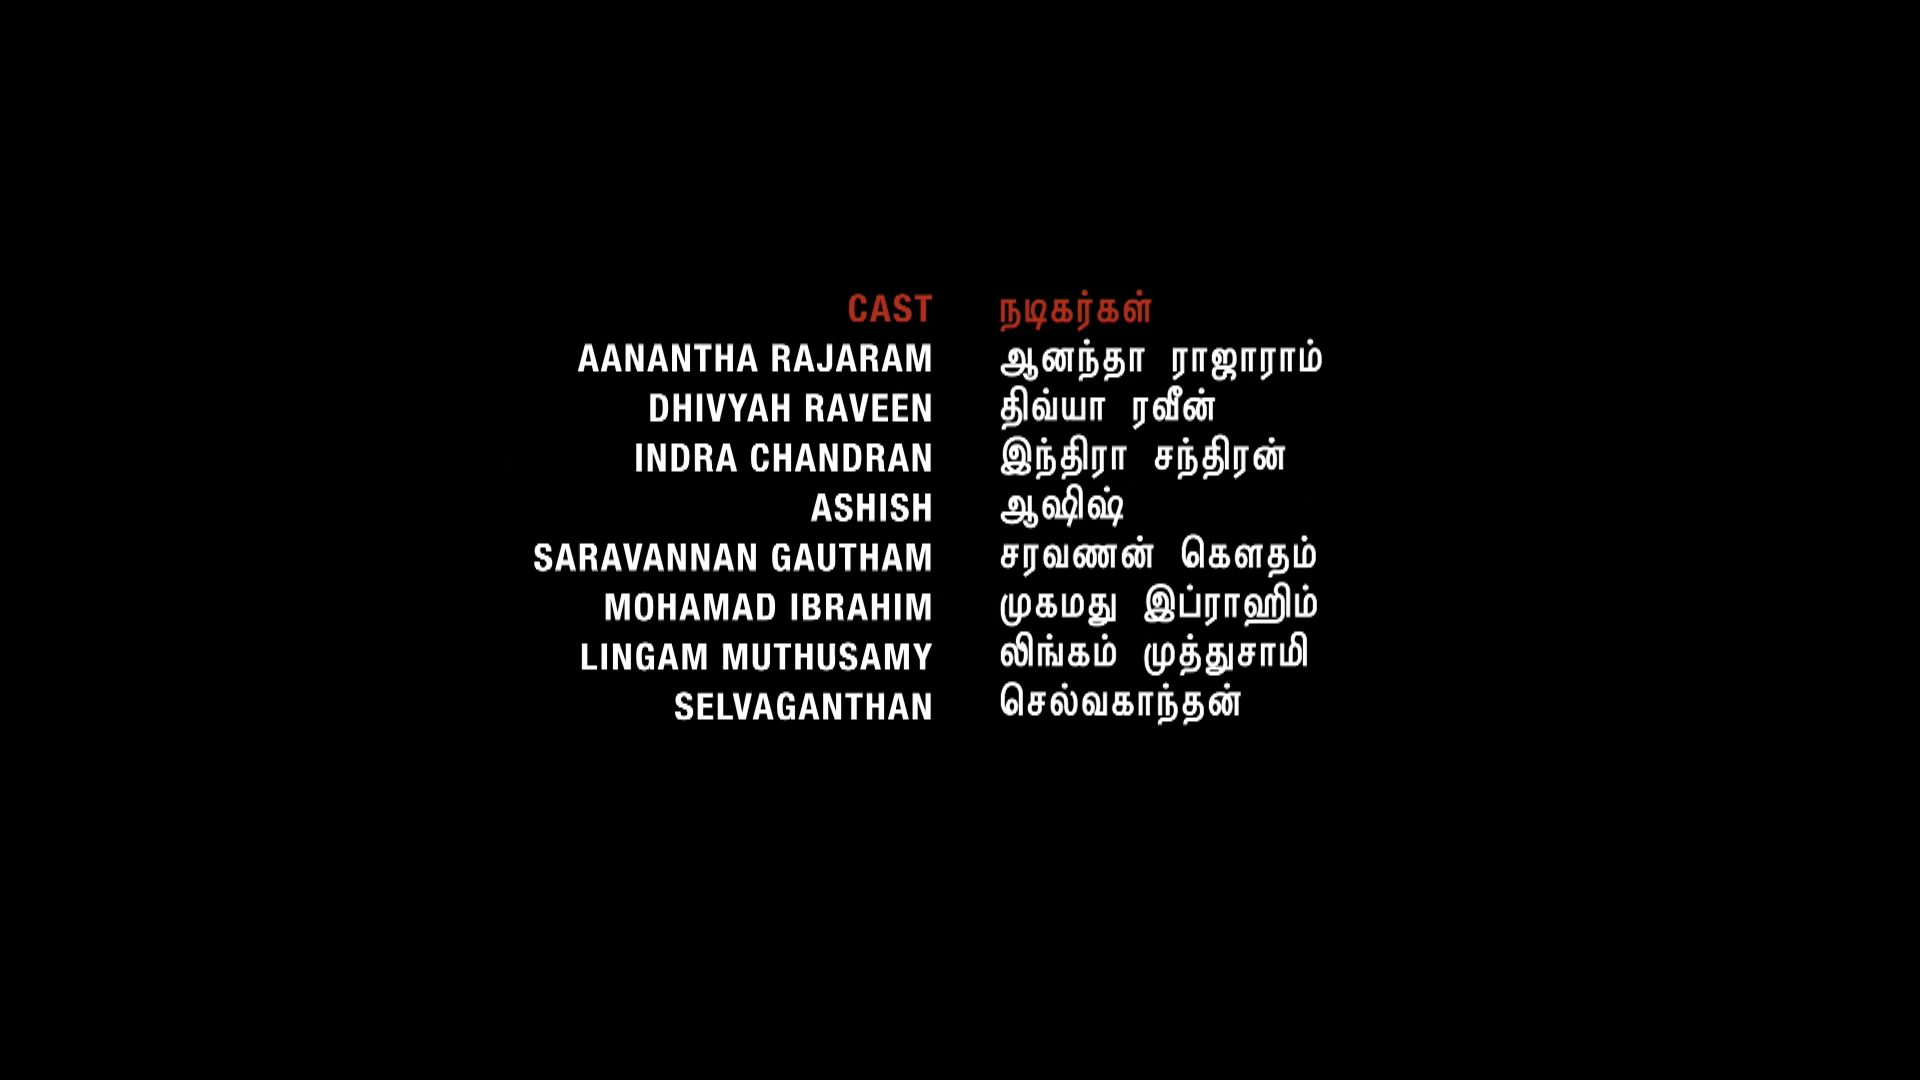 CAST நடிகர்கள்
AANANTHA RAJARAM ஆனந்தா ராஜாராம்
DHIVYAH RAVEEN திவ்யா ரவீன்
INDRA CHANDRAN இந்திரா சந்திரன்
ASHISH ஆஷிஷ்
SARAVANNAN GAUTHAM சரவணன் கௌதம்
MOHAMAD IBRAHIM முகமது இப்ராஹிம்
LINGAM MUTHUSAMY லிங்கம் முத்துசாமி
SELVAGANTHAN செல்வகாந்தன்